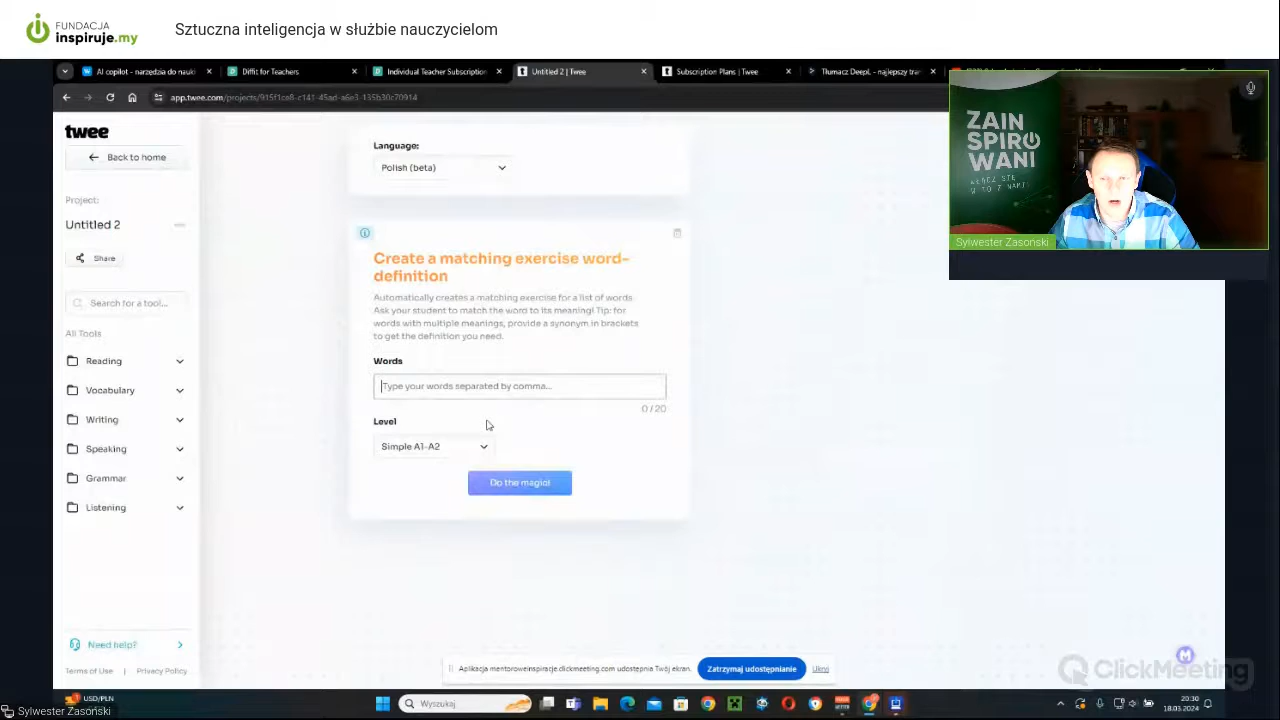 FUNDACJA
inspiruje.my
Sztuczna inteligencja w służbie nauczycielom
AI copilot - narzędzia do nauki
Diffit for Teachers
Individual Teacher Subscription
Untitled 2 | Twee
Subscription Plans | Twee
Tłumacz DeepL - najlepszy tran
app.twee.com/projects/915f1ce8-c141-45ad-a6e3-135b30c70914
twee
Back to home
Project:
Untitled 2
Share
Search for a tool...
All Tools
Reading
Vocabulary
Writing
Speaking
Grammar
Listening
Need help?
Terms of Use | Privacy Policy
Language:
Polish (beta)
Create a matching exercise word-
definition
Automatically creates a matching exercise for a list of words.
Ask your student to match the word to its meaning! Tip: for
words with multiple meanings, provide a synonym in brackets
to get the definition you need.
Words
Type your words separated by comma...
0 / 20
Level
Simple A1-A2
Do the magic!
ZAIN
SPIRO
WANI
WŁĄCZ SIĘ
W TO Z NAMI!
Sylwester Zasoński
Aplikacja mentoroweinspiracje.clickmeeting.com udostępnia Twój ekran.
Zatrzymaj udostępnianie
Ukryj
ClickMeeting
USD/PLN
Wyszukaj
20:30
18.03.2024
Sylwester Zasoński